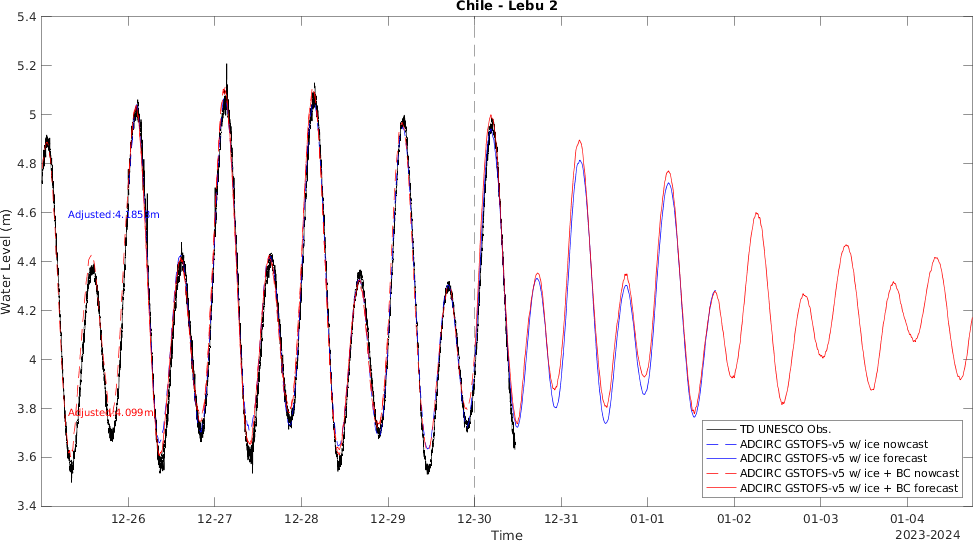 Chile - Lebu 2
5.4
5.2
5
4.8
4.6
4.4
4.2
4
3.8
3.6
3.4
Water Level (m)
Adjusted:4.1853m
Adjusted:4.099m
TD UNESCO Obs.
ADCIRC GSTOFS-v5 w/ ice nowcast
ADCIRC GSTOFS-v5 w/ ice forecast
ADCIRC GSTOFS-v5 w/ ice + BC nowcast
ADCIRC GSTOFS-v5 w/ ice + BC forecast
12-26 12-27 12-28 12-29 12-30 12-31 01-01 01-02 01-03 01-04
Time
2023-2024